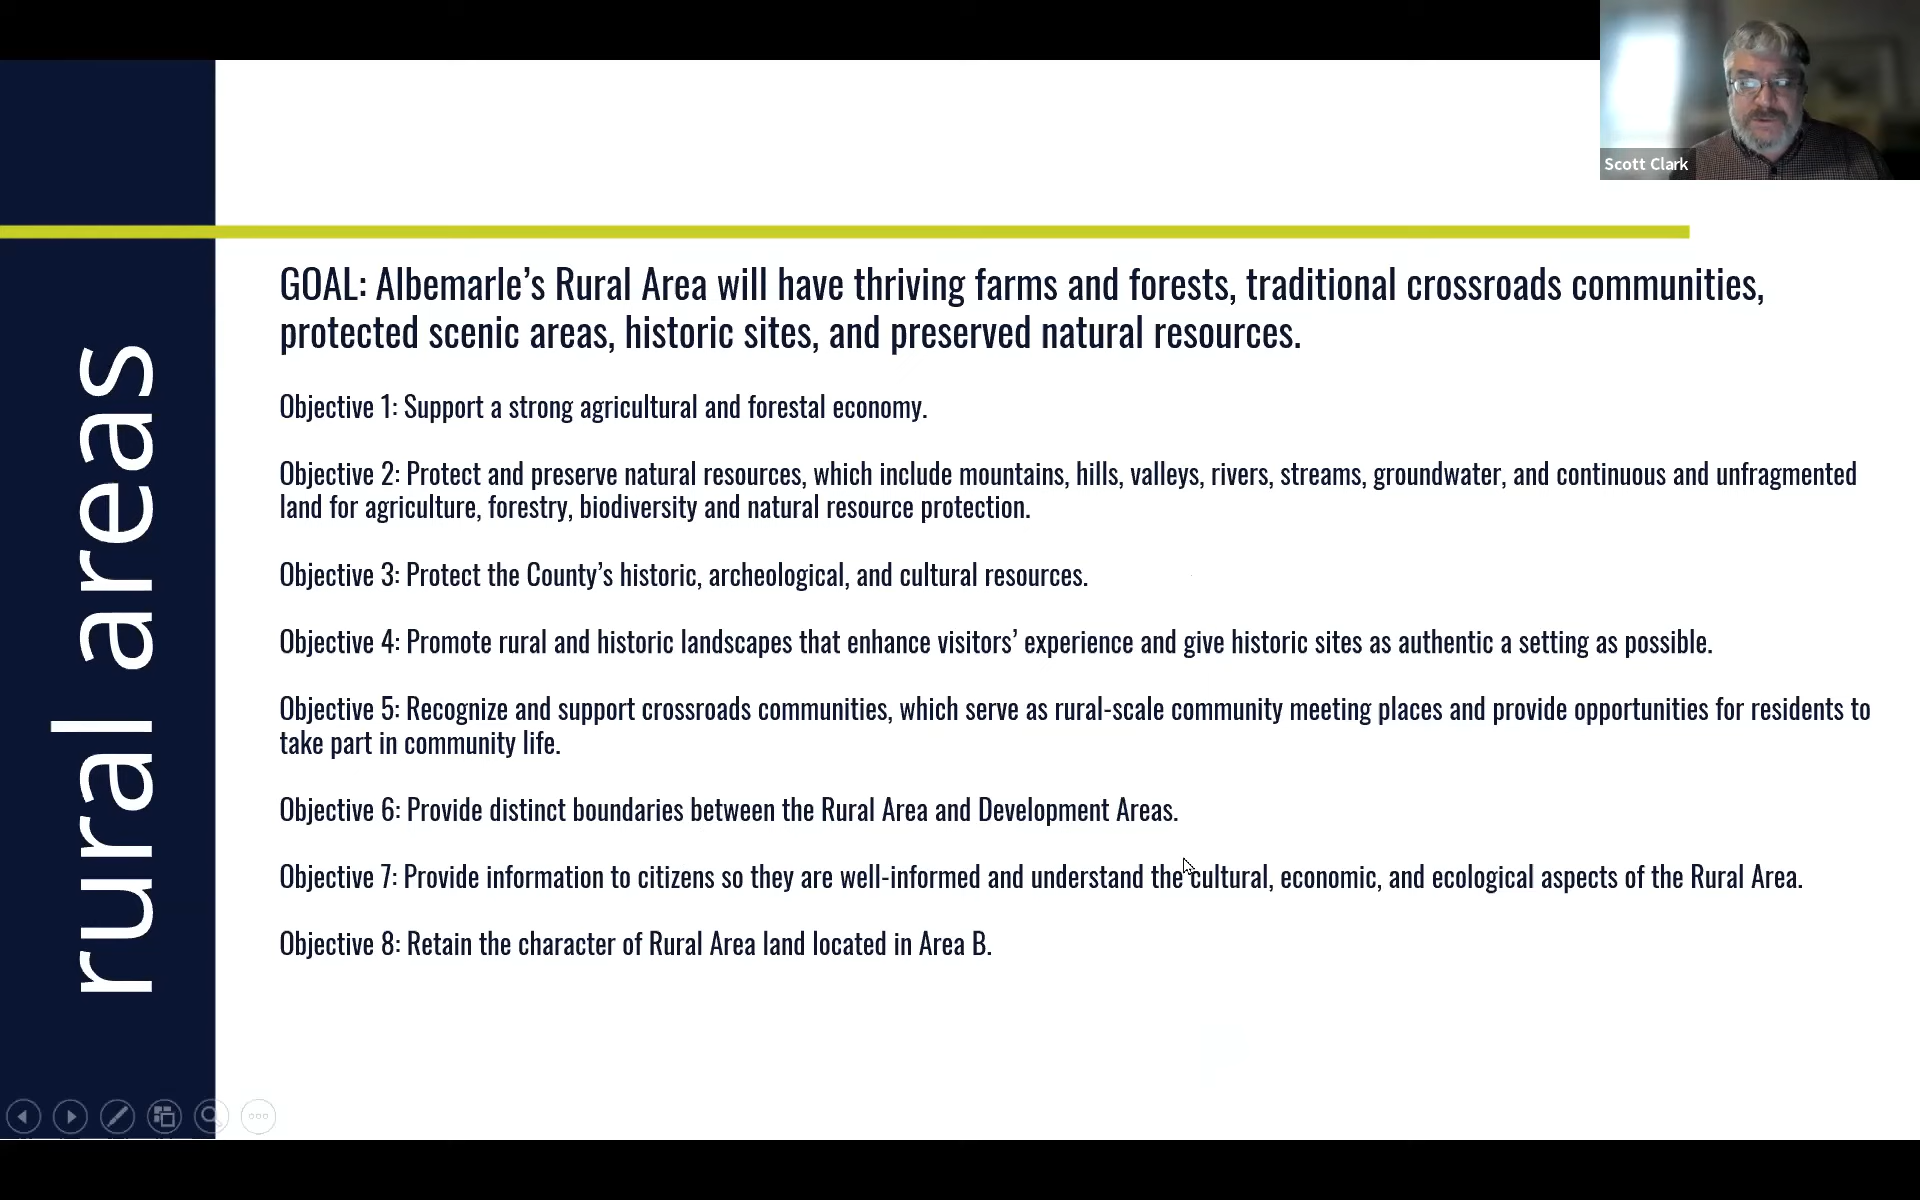 Scott Clark
rural areas
GOAL: Albemarle’s Rural Area will have thriving farms and forests, traditional crossroads communities,
protected scenic areas, historic sites, and preserved natural resources.
Objective 1: Support a strong agricultural and forestal economy.
Objective 2: Protect and preserve natural resources, which include mountains, hills, valleys, rivers, streams, groundwater, and continuous and unfragmented
land for agriculture, forestry, biodiversity and natural resource protection.
Objective 3: Protect the County’s historic, archeological, and cultural resources.
Objective 4: Promote rural and historic landscapes that enhance visitors’ experience and give historic sites as authentic a setting as possible.
Objective 5: Recognize and support crossroads communities, which serve as rural-scale community meeting places and provide opportunities for residents to
take part in community life.
Objective 6: Provide distinct boundaries between the Rural Area and Development Areas.
Objective 7: Provide information to citizens so they are well-informed and understand the cultural, economic, and ecological aspects of the Rural Area.
Objective 8: Retain the character of Rural Area land located in Area B.